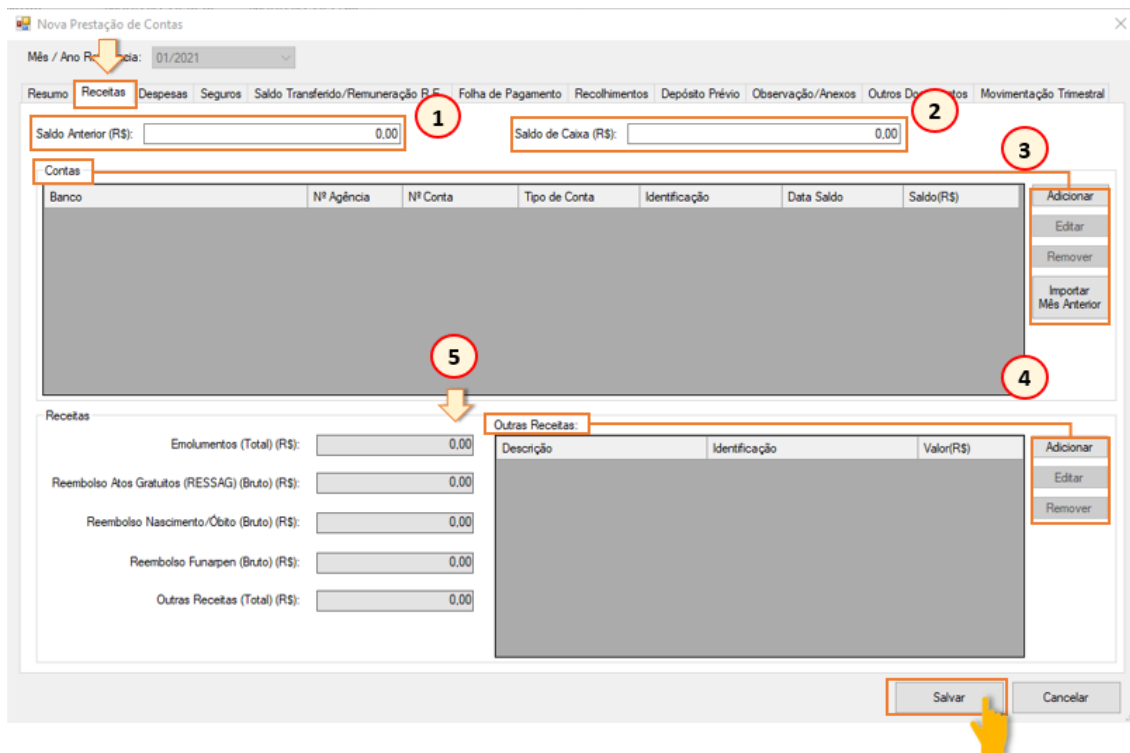 Nova Prestação de Contas
Mês / Ano Re cia: 01/2021
Resumo Receitas Despesas Seguros Saldo Transferido/Remuneração R.F. Folha de Pagamento Recolhimentos Depósito Prévio Observação/Anexos Outros Do ntos Movimentação Trimestral
1
2
Saldo Anterior (R$): 0,00 Saldo de Caixa (R$): 0,00
3
Contas
Banco Nº Agência Nº Conta Tipo de Conta Identificação Data Saldo Saldo(R$) Adicionar
Editar
Remover
Importar
Mês Anterior
5
4
Receitas
Outras Receitas:
Emolumentos (Total) (R$): 0,00
Descrição Identificação Valor(R$) Adicionar
Reembolso Atos Gratuitos (RESSAG) (Bruto) (R$): 0,00
Editar
Remover
Reembolso Nascimento/Óbito (Bruto) (R$): 0,00
Reembolso Funarpen (Bruto) (R$): 0,00
Outras Receitas (Total) (R$): 0,00
Salvar Cancelar